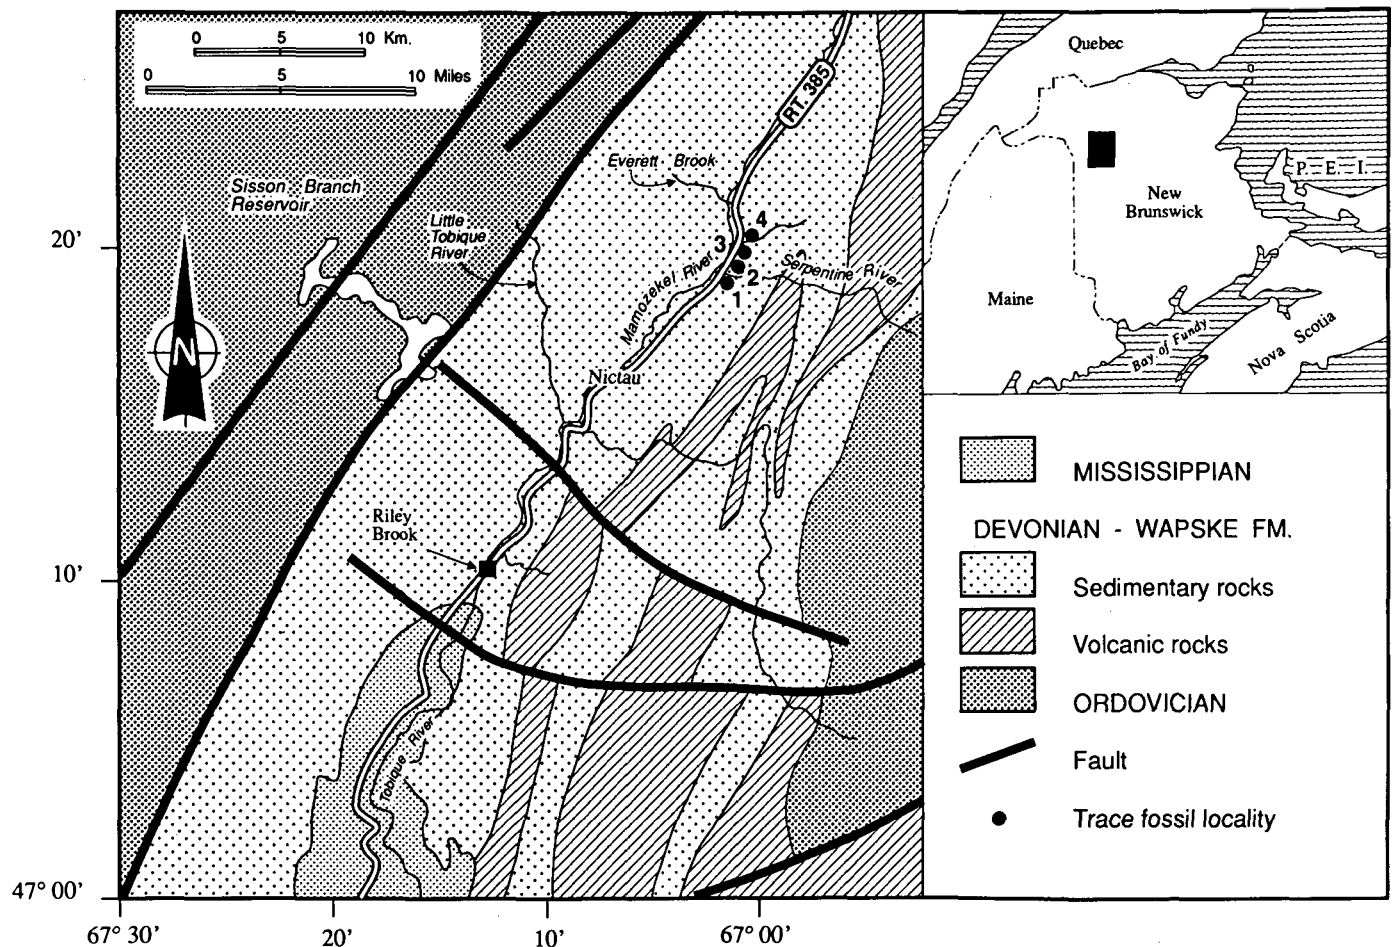 10 0 5 10 Km.
0 5 10 Miles
Sisson Branch
Reservoir
Little
Tobique
River
Everett Brook
RT. 385
4
3
2
1
Mamozekel River
Serpentine River
Nictau
Riley
Brook
Tobique River
N
20'
10'
47° 00'
67° 30'
20'
10'
67° 00'
Quebec
P. E. I.
New
Brunswick
Maine
Bay of Fundy
Nova Scotia
MISSISSIPPIAN
DEVONIAN - WAPSKE FM.
Sedimentary rocks
Volcanic rocks
ORDOVICIAN
Fault
Trace fossil locality